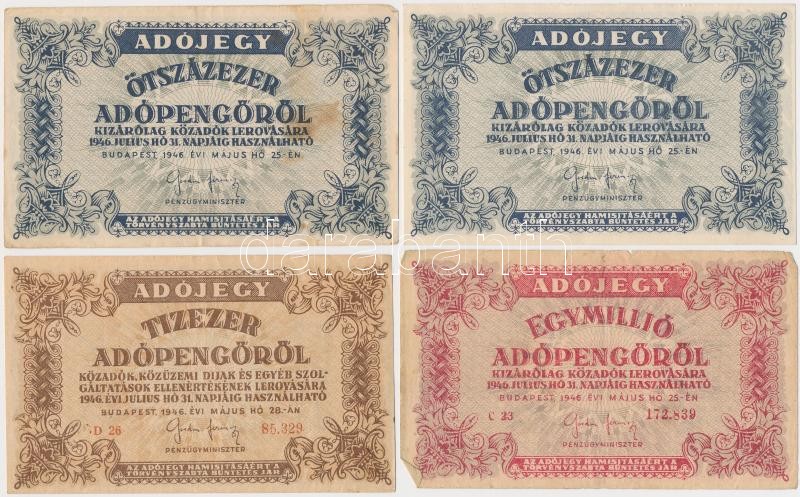 ADÓJEGY
ÖTSZÁZEZER
ADÓPENGŐRŐL
KIZÁRÓLAG KÖZADÓK LEROVÁSÁRA
1946. JULIUS HÓ 31. NAPJÁIG HASZNÁLHATÓ
BUDAPEST, 1946. ÉVI MÁJUS HÓ 25.-ÉN
PÉNZÜGYMINISZTER
AZ ADÓJEGY HAMISITÁSÁÉRT A
TÖRVÉNYSZABTA BÜNTETÉS JÁR
ADÓJEGY
ÖTSZÁZEZER
ADÓPENGŐRŐL
KIZÁRÓLAG KÖZADÓK LEROVÁSÁRA
1946. JULIUS HÓ 31. NAPJÁIG HASZNÁLHATÓ
BUDAPEST, 1946. ÉVI MÁJUS HÓ 25.-ÉN
PÉNZÜGYMINISZTER
AZ ADÓJEGY HAMISITÁSÁÉRT A
TÖRVÉNYSZABTA BÜNTETÉS JÁR
darabanth
ADÓJEGY
TIZEZER
ADÓPENGŐRŐL
KÖZADÓK, KÖZÜZEMI DIJAK ÉS EGYÉB SZOL-
GÁLTATÁSOK ELLENÉRTÉKÉNEK LEROVÁSÁRA
1946. ÉVI JULIUS HÓ 31. NAPJÁIG HASZNÁLHATÓ
BUDAPEST, 1946. ÉVI MÁJUS HÓ 28.-ÁN
D 26 85.329
PÉNZÜGYMINISZTER
AZ ADÓJEGY HAMISITÁSÁÉRT A
TÖRVÉNYSZABTA BÜNTETÉS JÁR
ADÓJEGY
EGYMILLIÓ
ADÓPENGŐRŐL
KIZÁRÓLAG KÖZADÓK LEROVÁSÁRA
1946. JULIUS HÓ 31. NAPJÁIG HASZNÁLHATÓ
BUDAPEST, 1946. ÉVI MÁJUS HÓ 25.-ÉN
C 23 172.839
PÉNZÜGYMINISZTER
AZ ADÓJEGY HAMISITÁSÁÉRT A
TÖRVÉNYSZABTA BÜNTETÉS JÁR